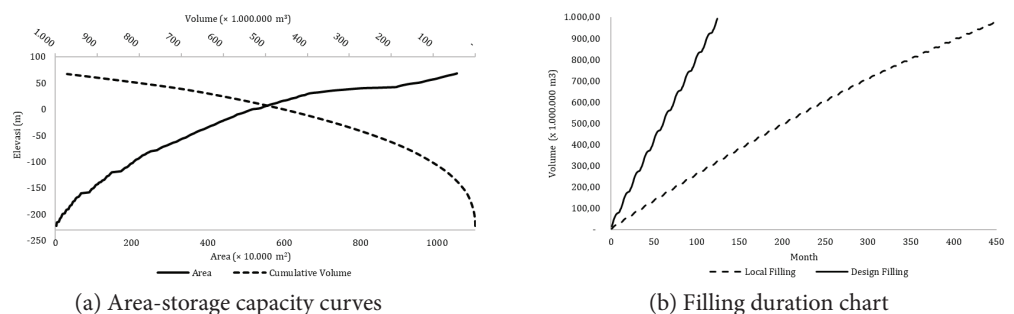 Volume (× 1.000.000 m³)
1.000 900 800 700 600 500 400 300 200 100 -
100
50
0
-50
-100
-150
-200
-250
Elevasi (m)
0 200 400 600 800 1000
Area (× 10.000 m²)
Area Cumulative Volume
(a) Area-storage capacity curves
1.000,00
900,00
800,00
700,00
600,00
500,00
400,00
300,00
200,00
100,00
-
Volume (x 1.000.000 m3)
0 50 100 150 200 250 300 350 400 450
Month
Local Filling Design Filling
(b) Filling duration chart